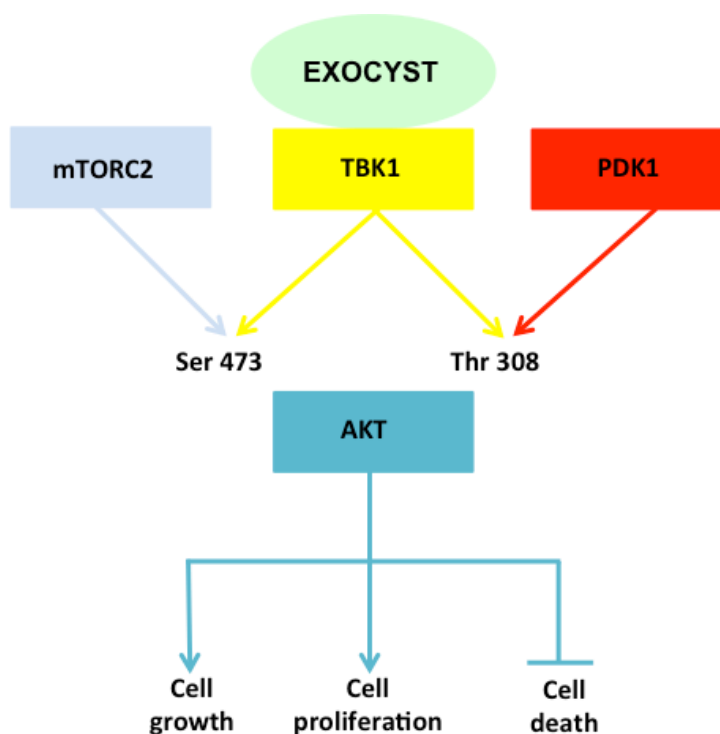 EXOCYST
mTORC2
TBK1
PDK1
Ser 473
Thr 308
AKT
Cell
growth
Cell
proliferation
Cell
death